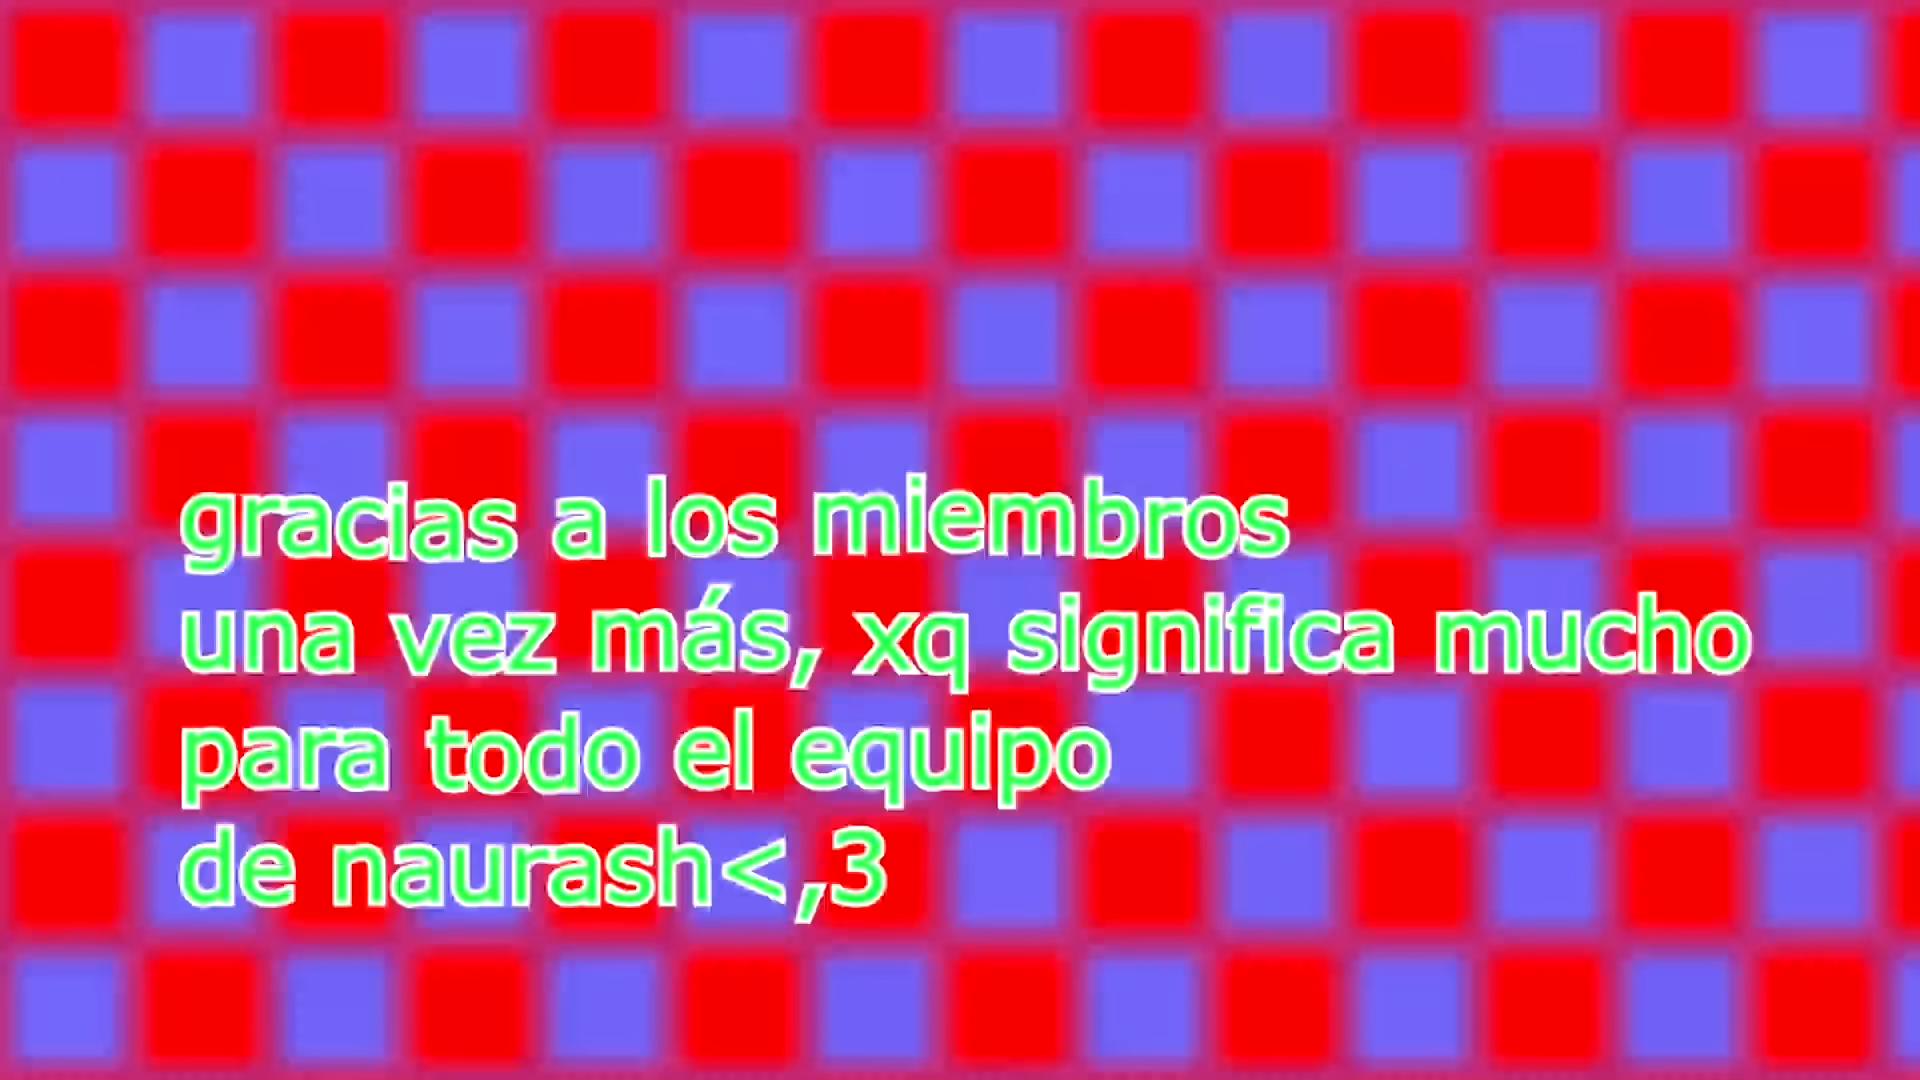 gracias a los miembros
una vez más, xq significa mucho
para todo el equipo
de naurash<,3